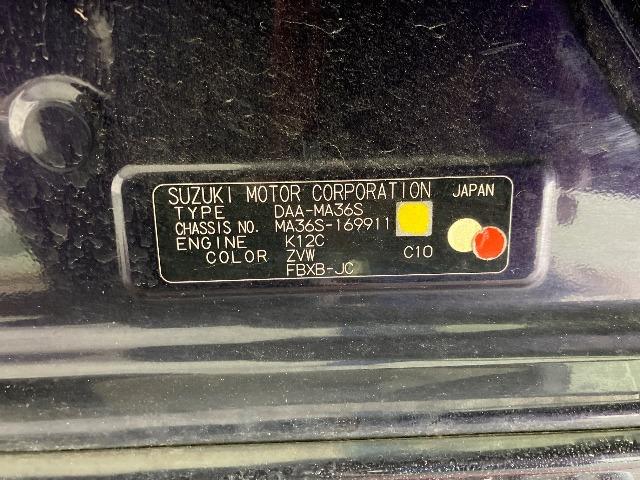 SUZUKI MOTOR CORPORATION JAPAN
TYPE DAA-MA36S
CHASSIS NO. MA36S-169911
ENGINE K12C
COLOR ZVW C10
FBXB-JC